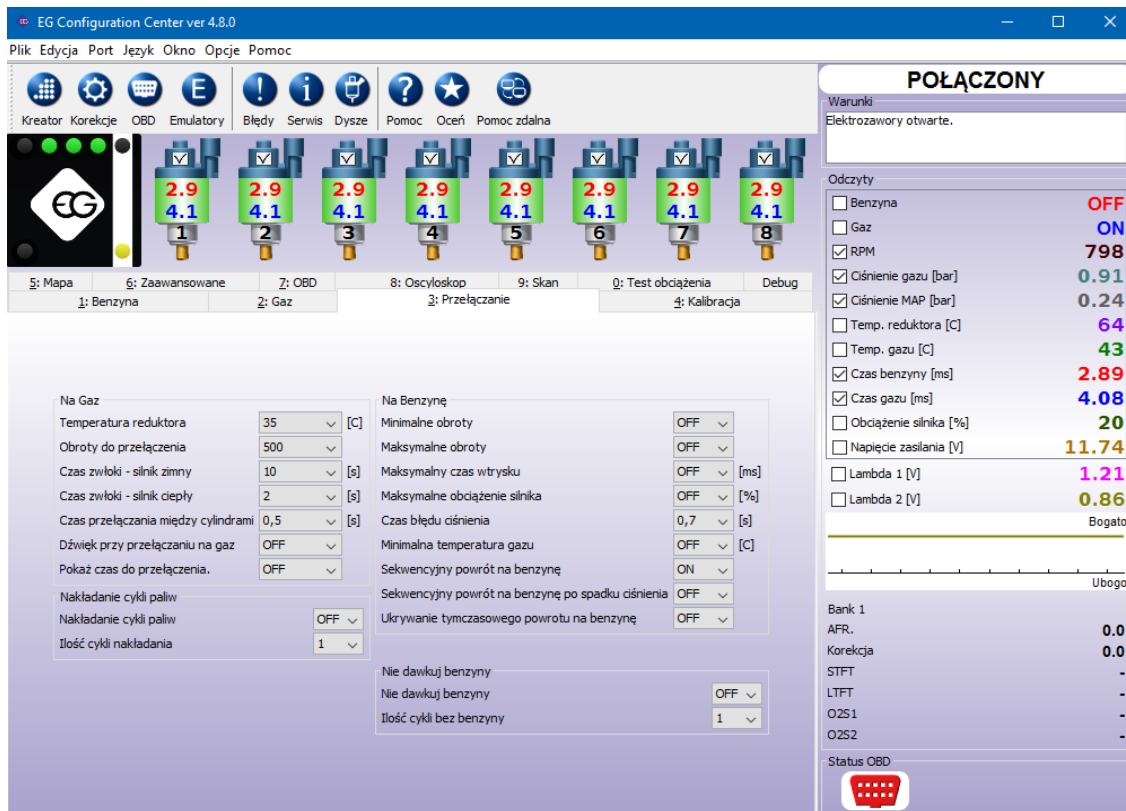 EG Configuration Center ver 4.8.0
Plik Edycja Port Język Okno Opcje Pomoc
Kreator Korekcje OBD Emulatory Błędy Serwis Dysze Pomoc Oceń Pomoc zdalna
EG
2.9 2.9 2.9 2.9 2.9 2.9 2.9 2.9
4.1 4.1 4.1 4.1 4.1 4.1 4.1 4.1
1 2 3 4 5 6 7 8
5: Mapa 6: Zaawansowane 7: OBD 8: Oscyloskop 9: Skan 0: Test obciążenia Debug
1: Benzyna 2: Gaz 3: Przełączanie 4: Kalibracja
Na Gaz
Temperatura reduktora 35 [C]
Obroty do przełączenia 500
Czas zwłoki - silnik zimny 10 [s]
Czas zwłoki - silnik ciepły 2 [s]
Czas przełączania między cylindrami 0,5 [s]
Dźwięk przy przełączaniu na gaz OFF
Pokaż czas do przełączenia. OFF
Nakładanie cykli paliw
Nakładanie cykli paliw OFF
Ilość cykli nakładania 1
Na Benzynę
Minimalne obroty OFF
Maksymalne obroty OFF
Maksymalny czas wtrysku OFF [ms]
Maksymalne obciążenie silnika OFF [%]
Czas błędu ciśnienia 0,7 [s]
Minimalna temperatura gazu OFF [C]
Sekwencyjny powrót na benzynę ON
Sekwencyjny powrót na benzynę po spadku ciśnienia OFF
Ukrywanie tymczasowego powrotu na benzynę OFF
Nie dawkuj benzyny
Nie dawkuj benzyny OFF
Ilość cykli bez benzyny 1
POŁĄCZONY
Warunki
Elektrozawory otwarte.
Odczyty
Benzyna OFF
Gaz ON
RPM 798
Ciśnienie gazu [bar] 0.91
Ciśnienie MAP [bar] 0.24
Temp. reduktora [C] 64
Temp. gazu [C] 43
Czas benzyny [ms] 2.89
Czas gazu [ms] 4.08
Obciążenie silnika [%] 20
Napięcie zasilania [V] 11.74
Lambda 1 [V] 1.21
Lambda 2 [V] 0.86
Bogato
Ubogo
Bank 1
AFR. 0.0
Korekcja 0.0
STFT -
LTFT -
O2S1 -
O2S2 -
Status OBD